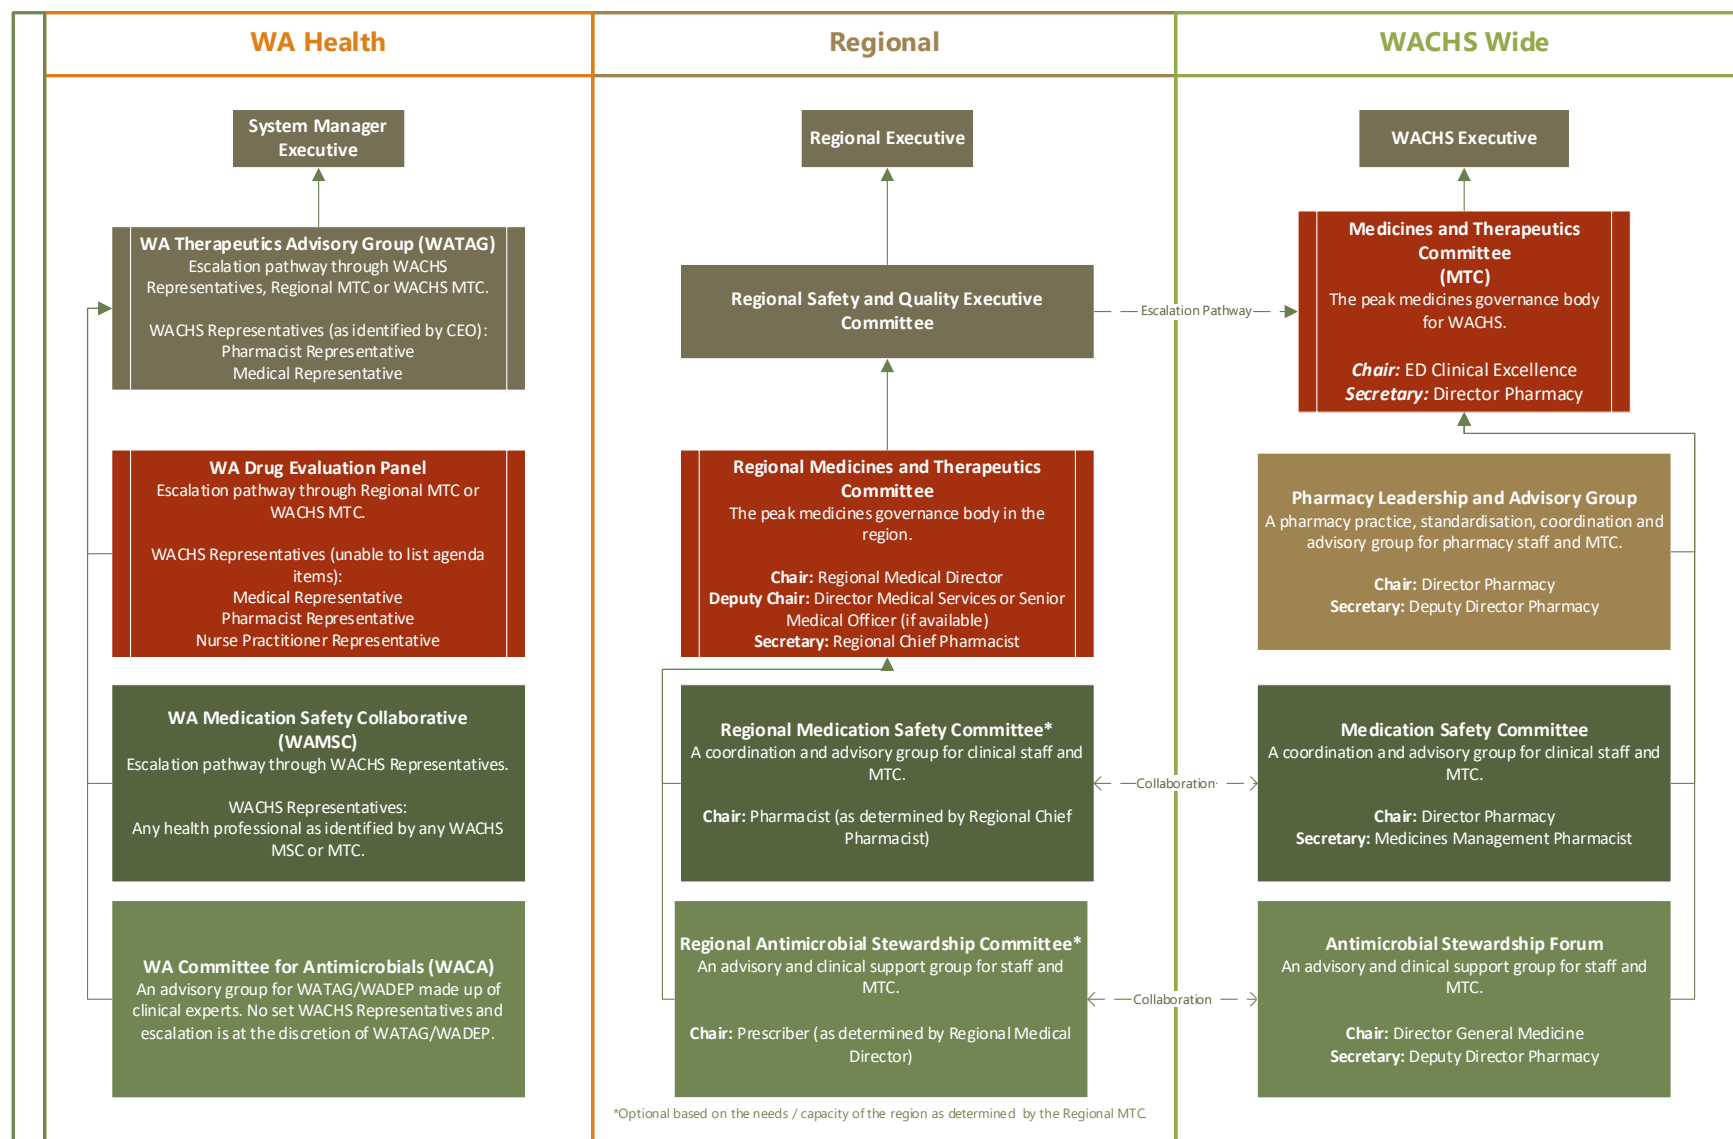 WA Health
Regional
WACHS Wide
System Manager
Executive
WA Therapeutics Advisory Group (WATAG)
Escalation pathway through WACHS
Representatives, Regional MTC or WACHS MTC.
WACHS Representatives (as identified by CEO):
Pharmacist Representative
Medical Representative
WA Drug Evaluation Panel
Escalation pathway through Regional MTC or
WACHS MTC.
WACHS Representatives (unable to list agenda
items):
Medical Representative
Pharmacist Representative
Nurse Practitioner Representative
WA Medication Safety Collaborative
(WAMSC)
Escalation pathway through WACHS Representatives.
WACHS Representatives:
Any health professional as identified by any WACHS
MSC or MTC.
WA Committee for Antimicrobials (WACA)
An advisory group for WATAG/WADEP made up of
clinical experts. No set WACHS Representatives and
escalation is at the discretion of WATAG/WADEP.
Regional Executive
Regional Safety and Quality Executive
Committee
Escalation Pathway
Regional Medicines and Therapeutics
Committee
The peak medicines governance body in the
region.
Chair: Regional Medical Director
Deputy Chair: Director Medical Services or Senior
Medical Officer (if available)
Secretary: Regional Chief Pharmacist
Regional Medication Safety Committee*
A coordination and advisory group for clinical staff and
MTC.
Chair: Pharmacist (as determined by Regional Chief
Pharmacist)
Collaboration
Regional Antimicrobial Stewardship Committee*
An advisory and clinical support group for staff and
MTC.
Chair: Prescriber (as determined by Regional Medical
Director)
Collaboration
*Optional based on the needs / capacity of the region as determined by the Regional MTC
WACHS Executive
Medicines and Therapeutics
Committee
(MTC)
The peak medicines governance body
for WACHS.
Chair: ED Clinical Excellence
Secretary: Director Pharmacy
Pharmacy Leadership and Advisory Group
A pharmacy practice, standardisation, coordination and
advisory group for pharmacy staff and MTC.
Chair: Director Pharmacy
Secretary: Deputy Director Pharmacy
Medication Safety Committee
A coordination and advisory group for clinical staff and
MTC.
Chair: Director Pharmacy
Secretary: Medicines Management Pharmacist
Antimicrobial Stewardship Forum
An advisory and clinical support group for staff and
MTC.
Chair: Director General Medicine
Secretary: Deputy Director Pharmacy